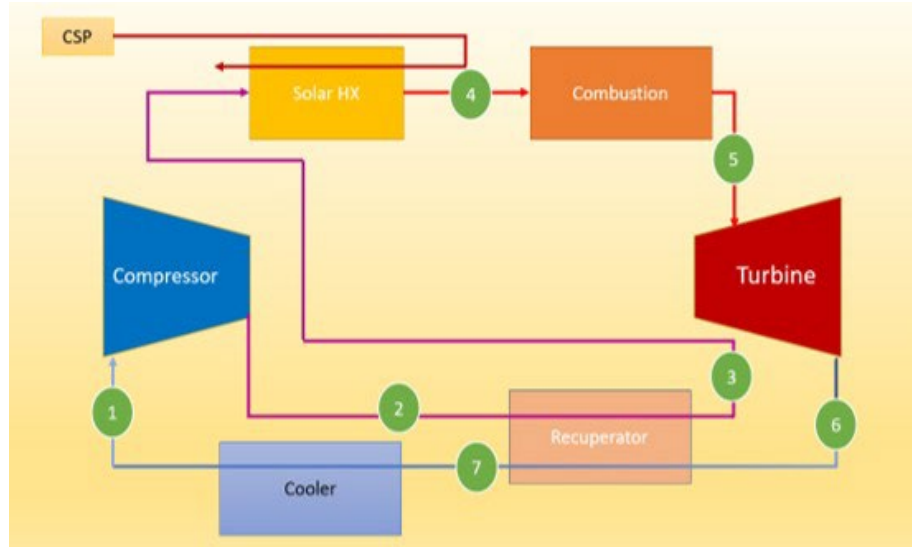 CSP
Solar HX
4
Combustion
5
Compressor
Turbine
3
1
2
6
Recuperator
7
Cooler